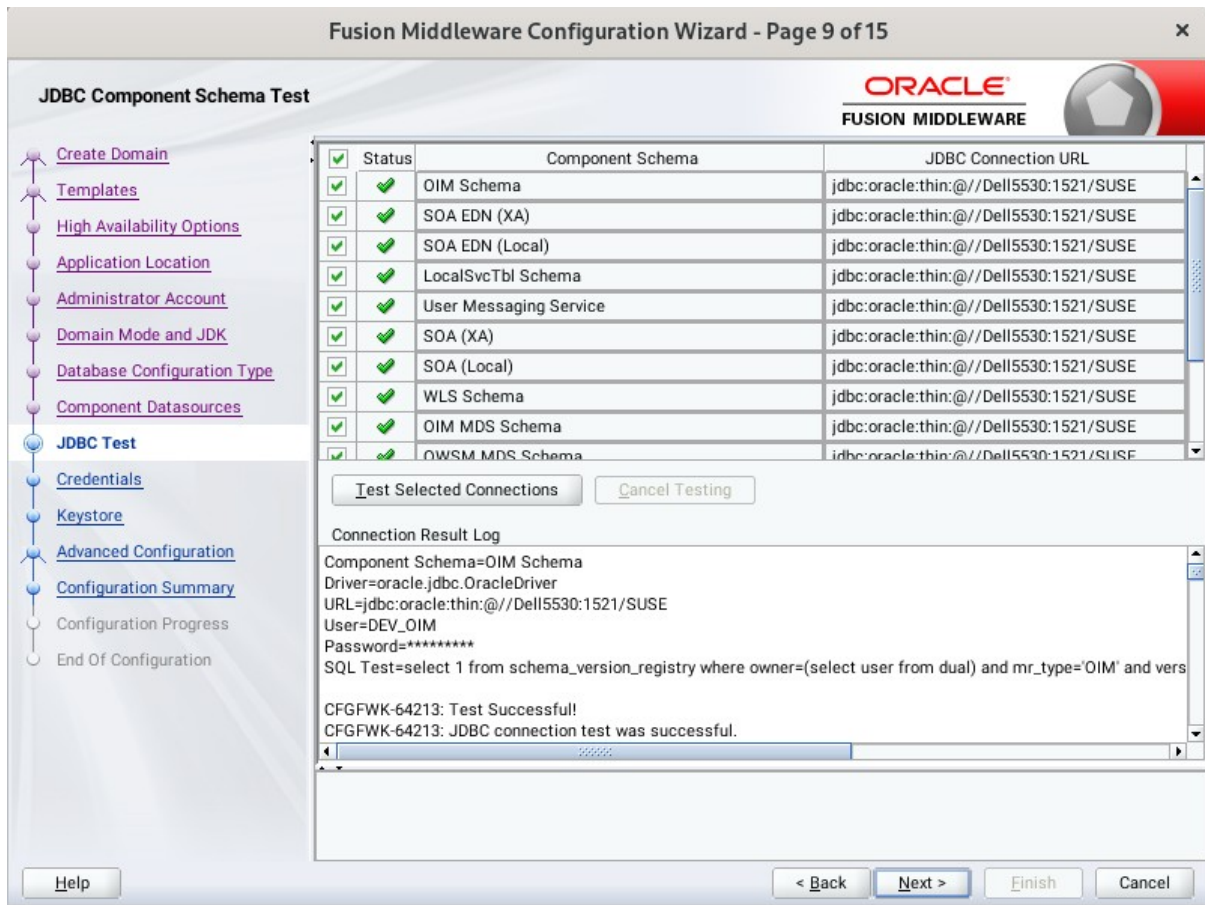 Fusion Middleware Configuration Wizard - Page 9 of 15
JDBC Component Schema Test
ORACLE
FUSION MIDDLEWARE
Create Domain
Templates
High Availability Options
Application Location
Administrator Account
Domain Mode and JDK
Database Configuration Type
Component Datasources
JDBC Test
Credentials
Keystore
Advanced Configuration
Configuration Summary
Configuration Progress
End Of Configuration
Status Component Schema JDBC Connection URL
OIM Schema jdbc:oracle:thin:@//Dell5530:1521/SUSE
SOA EDN (XA) jdbc:oracle:thin:@//Dell5530:1521/SUSE
SOA EDN (Local) jdbc:oracle:thin:@//Dell5530:1521/SUSE
LocalSvcTbl Schema jdbc:oracle:thin:@//Dell5530:1521/SUSE
User Messaging Service jdbc:oracle:thin:@//Dell5530:1521/SUSE
SOA (XA) jdbc:oracle:thin:@//Dell5530:1521/SUSE
SOA (Local) jdbc:oracle:thin:@//Dell5530:1521/SUSE
WLS Schema jdbc:oracle:thin:@//Dell5530:1521/SUSE
OIM MDS Schema jdbc:oracle:thin:@//Dell5530:1521/SUSE
OWSM MDS Schema jdbc:oracle:thin:@//Dell5530:1521/SUSE
Test Selected Connections Cancel Testing
Connection Result Log
Component Schema=OIM Schema
Driver=oracle.jdbc.OracleDriver
URL=jdbc:oracle:thin:@//Dell5530:1521/SUSE
User=DEV_OIM
Password=*********
SQL Test=select 1 from schema_version_registry where owner=(select user from dual) and mr_type='OIM' and vers
CFGFWK-64213: Test Successful!
CFGFWK-64213: JDBC connection test was successful.
Help < Back Next > Finish Cancel